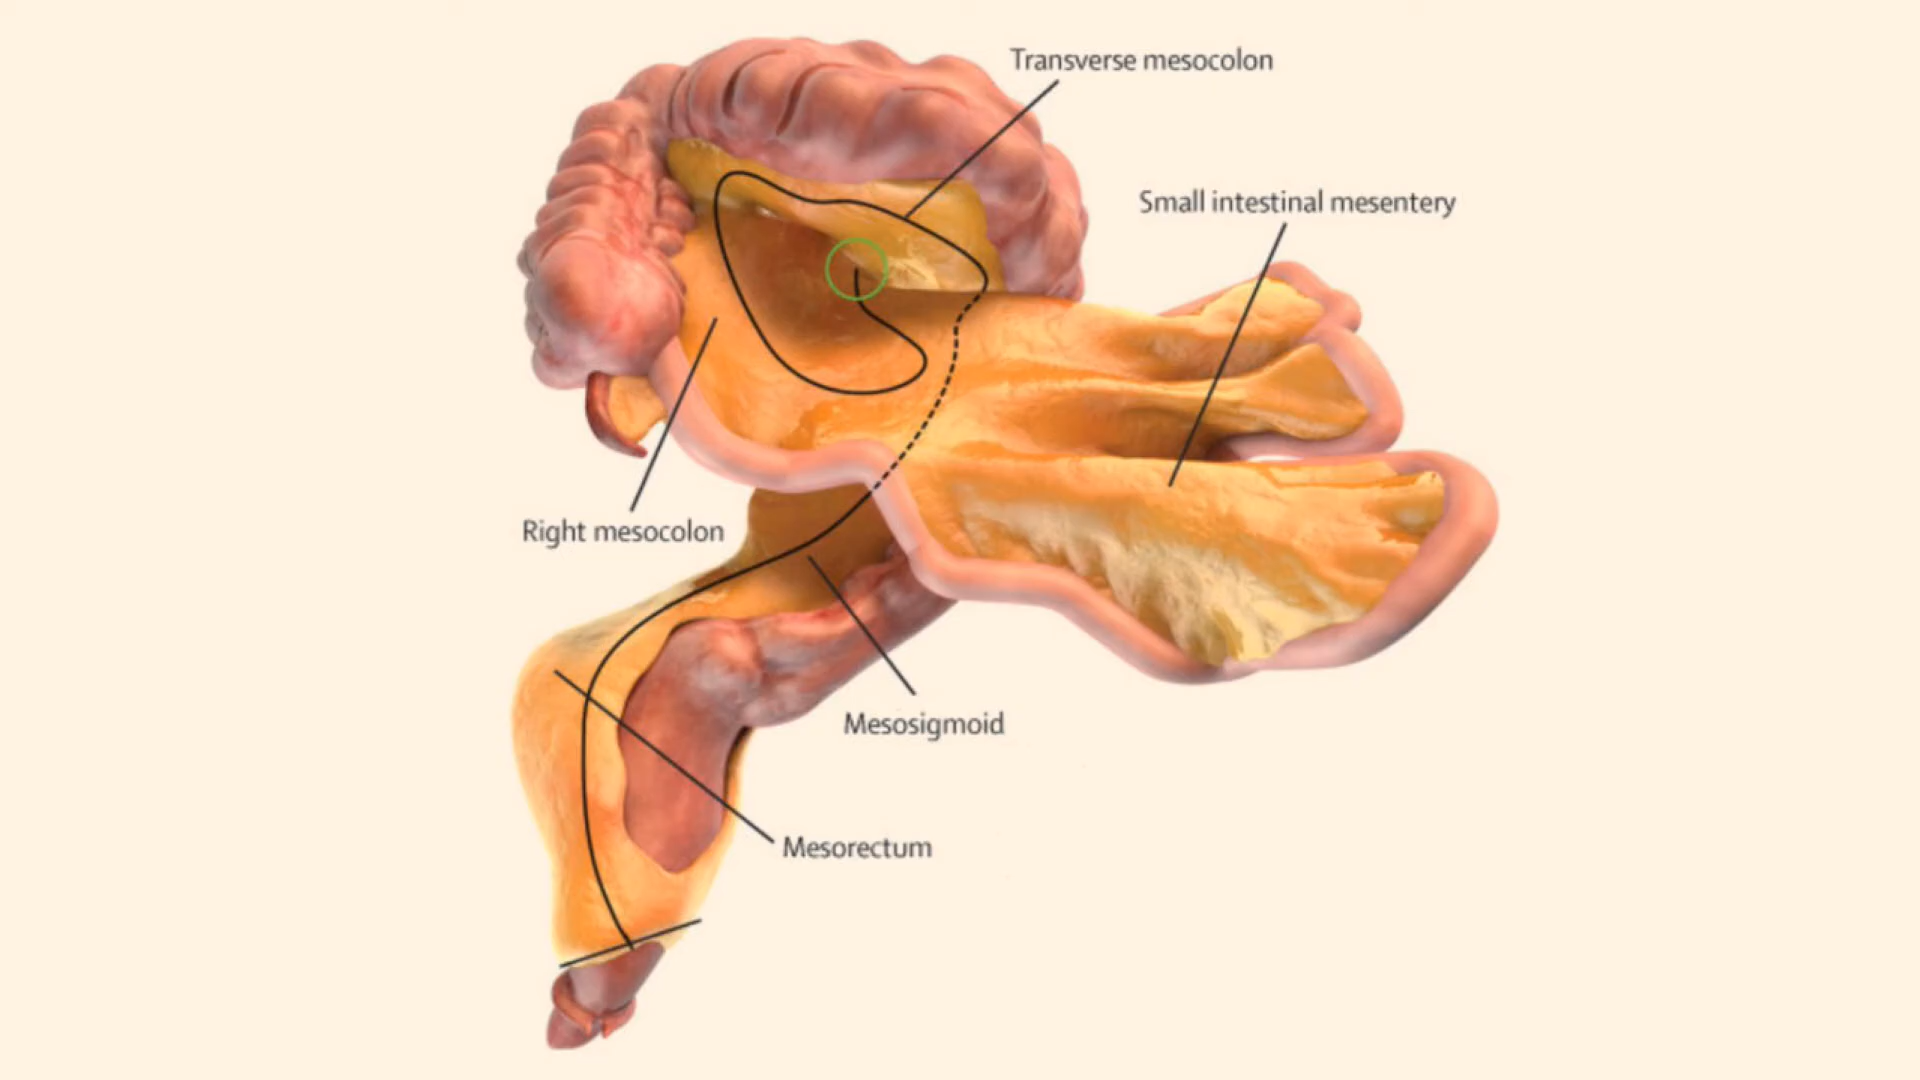 Transverse mesocolon
Small intestinal mesentery
Right mesocolon
Mesosigmoid
Mesorectum